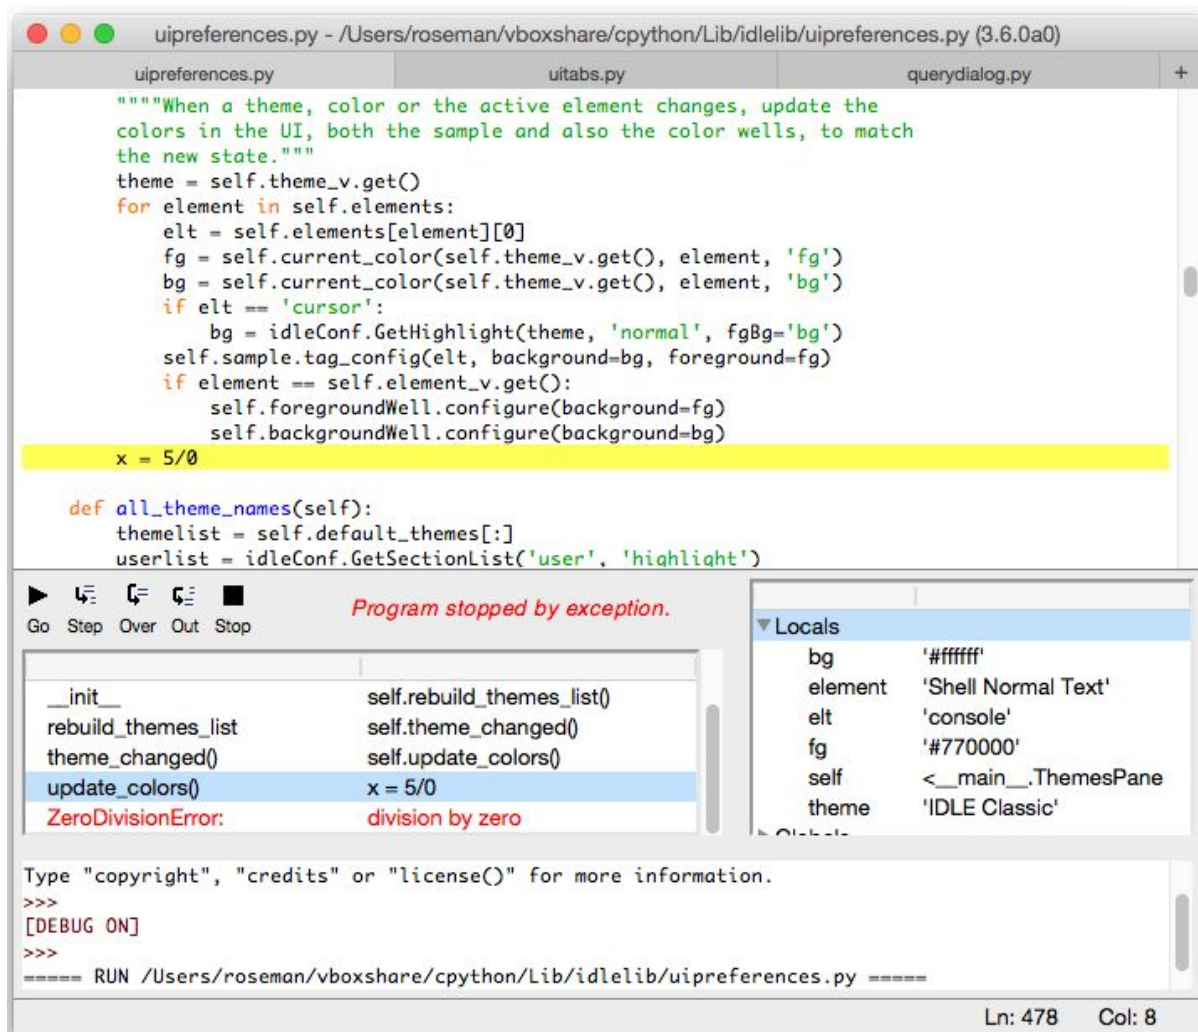 uipreferences.py - /Users/roseman/vboxshare/cpython/Lib/idlelib/uipreferences.py (3.6.0a0)
uipreferences.py uitabs.py querydialog.py +
""""When a theme, color or the active element changes, update the
colors in the UI, both the sample and also the color wells, to match
the new state."""
theme = self.theme_v.get()
for element in self.elements:
elt = self.elements[element][0]
fg = self.current_color(self.theme_v.get(), element, 'fg')
bg = self.current_color(self.theme_v.get(), element, 'bg')
if elt == 'cursor':
bg = idleConf.GetHighlight(theme, 'normal', fgBg='bg')
self.sample.tag_config(elt, background=bg, foreground=fg)
if element == self.element_v.get():
self.foregroundWell.configure(background=fg)
self.backgroundWell.configure(background=bg)
x = 5/0
def all_theme_names(self):
themelist = self.default_themes[:]
userlist = idleConf.GetSectionList('user', 'highlight')
Go Step Over Out Stop
Program stopped by exception.
__init__ self.rebuild_themes_list()
rebuild_themes_list self.theme_changed()
theme_changed() self.update_colors()
update_colors() x = 5/0
ZeroDivisionError: division by zero
Locals
bg '#ffffff'
element 'Shell Normal Text'
elt 'console'
fg '#770000'
self <__main__.ThemesPane
theme 'IDLE Classic'
Globals
Type "copyright", "credits" or "license()" for more information.
>>>
[DEBUG ON]
>>>
===== RUN /Users/roseman/vboxshare/cpython/Lib/idlelib/uipreferences.py =====
Ln: 478 Col: 8